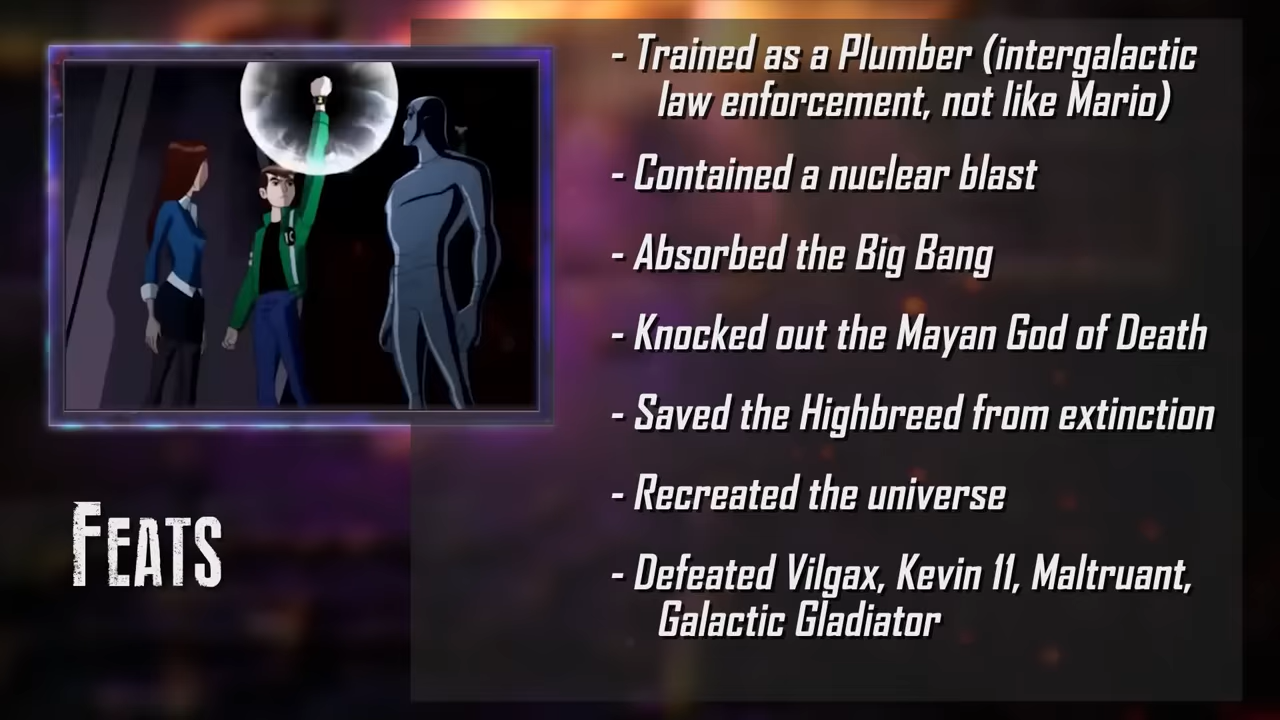 - Trained as a Plumber (intergalactic
law enforcement, not like Mario)
- Contained a nuclear blast
- Absorbed the Big Bang
- Knocked out the Mayan God of Death
- Saved the Highbreed from extinction
- Recreated the universe
- Defeated Vilgax, Kevin 11, Maltruant,
Galactic Gladiator
FEATS
10